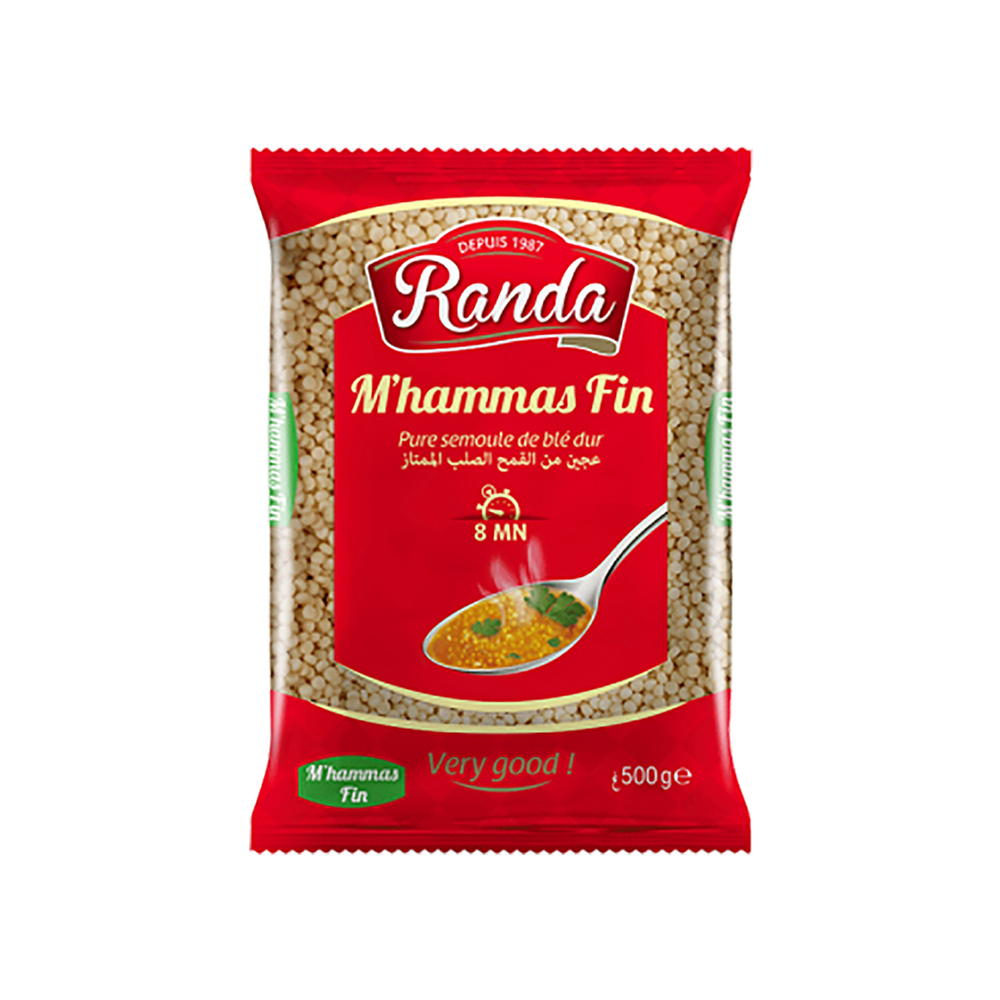 DEPUIS 1987
Randa
M'hammas Fin
Pure semoule de blé dur
عجين من القمح الصلب الممتاز
8 MN
M'hammas Fin
M'hammas Fin
Very good !
M'hammas
Fin
غ 500 g e